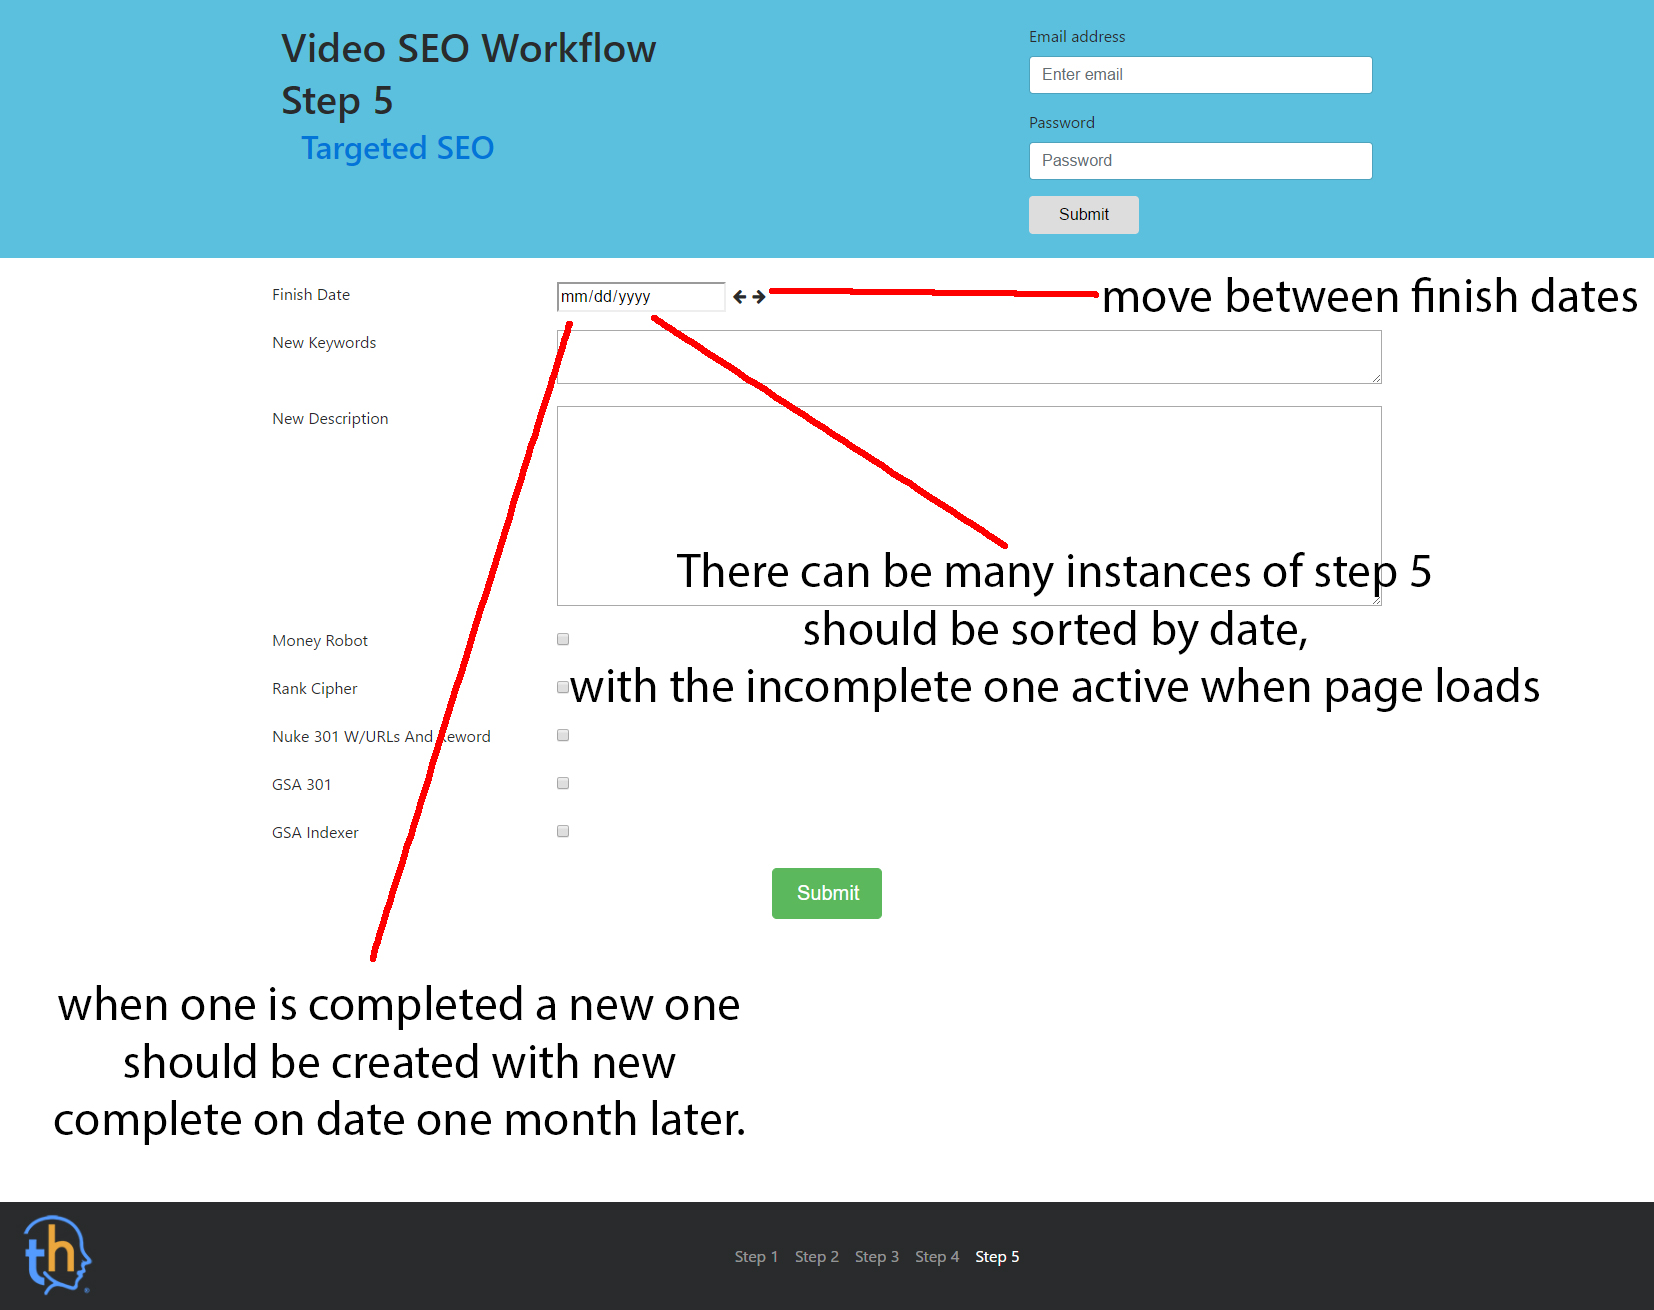 Video SEO Workflow
Step 5
Targeted SEO
Email address
Enter email
Password
Password
Submit
Finish Date
mm/dd/yyyy
move between finish dates
New Keywords
New Description
There can be many instances of step 5
should be sorted by date,
with the incomplete one active when page loads
Money Robot
Rank Cipher
Nuke 301 W/URLs And eword
GSA 301
GSA Indexer
Submit
when one is completed a new one
should be created with new
complete on date one month later.
th
Step 1 Step 2 Step 3 Step 4 Step 5